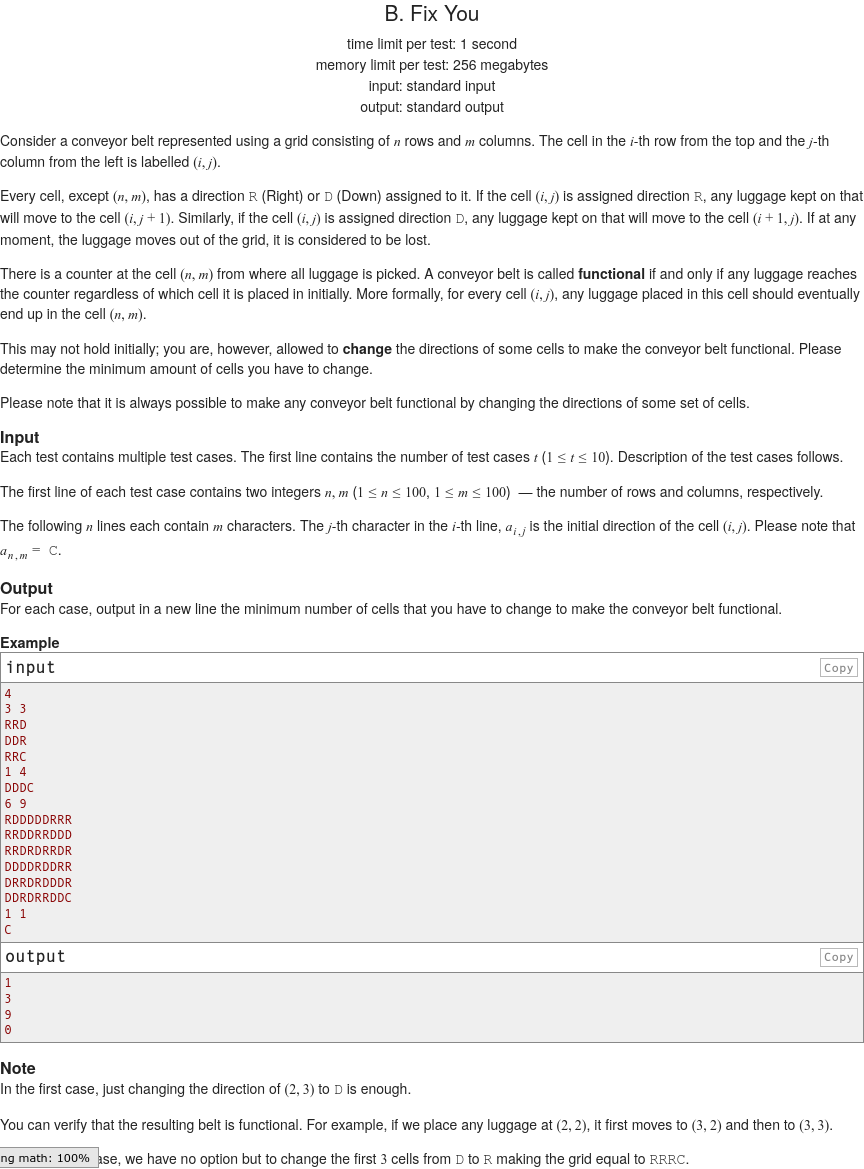 B. Fix You
time limit per test: 1 second
memory limit per test: 256 megabytes
input: standard input
output: standard output
Consider a conveyor belt represented using a grid consisting of n rows and m columns. The cell in the i-th row from the top and the j-th
column from the left is labelled (i, j).
Every cell, except (n, m), has a direction R (Right) or D (Down) assigned to it. If the cell (i, j) is assigned direction R, any luggage kept on that
will move to the cell (i, j + 1). Similarly, if the cell (i, j) is assigned direction D, any luggage kept on that will move to the cell (i + 1, j). If at any
moment, the luggage moves out of the grid, it is considered to be lost.
There is a counter at the cell (n, m) from where all luggage is picked. A conveyor belt is called functional if and only if any luggage reaches
the counter regardless of which cell it is placed in initially. More formally, for every cell (i, j), any luggage placed in this cell should eventually
end up in the cell (n, m).
This may not hold initially; you are, however, allowed to change the directions of some cells to make the conveyor belt functional. Please
determine the minimum amount of cells you have to change.
Please note that it is always possible to make any conveyor belt functional by changing the directions of some set of cells.
Input
Each test contains multiple test cases. The first line contains the number of test cases t (1 ≤ t ≤ 10). Description of the test cases follows.
The first line of each test case contains two integers n, m (1 ≤ n ≤ 100, 1 ≤ m ≤ 100) — the number of rows and columns, respectively.
The following n lines each contain m characters. The j-th character in the i-th line, a_{i,j} is the initial direction of the cell (i, j). Please note that
a_{n,m} = C.
Output
For each case, output in a new line the minimum number of cells that you have to change to make the conveyor belt functional.
Example
input
Copy
4
3 3
RRD
DDR
RRC
1 4
DDDC
6 9
RDDDDDRRR
RRDDRRDDD
RRDRDRRDR
DDDDRDDRR
DRRDRDDDR
DDRDRRDDC
1 1
C
output
Copy
1
3
9
0
Note
In the first case, just changing the direction of (2, 3) to D is enough.
You can verify that the resulting belt is functional. For example, if we place any luggage at (2, 2), it first moves to (3, 2) and then to (3, 3).
ng math: 100%
ase, we have no option but to change the first 3 cells from D to R making the grid equal to RRRC.